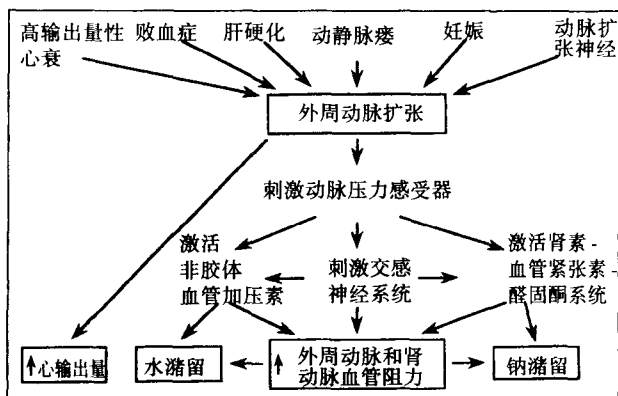 高输出量性 败血症 肝硬化 动静脉瘘 妊娠 动脉扩
心衰 张神经
外周动脉扩张
刺激动脉压力感受器
激活 激活肾素-
非胶体 刺激交感 血管紧张素-
血管加压素 神经系统 醛固酮系统
↑心输出量 水潴留 ↑ 外周动脉和肾 钠潴留
动脉血管阻力